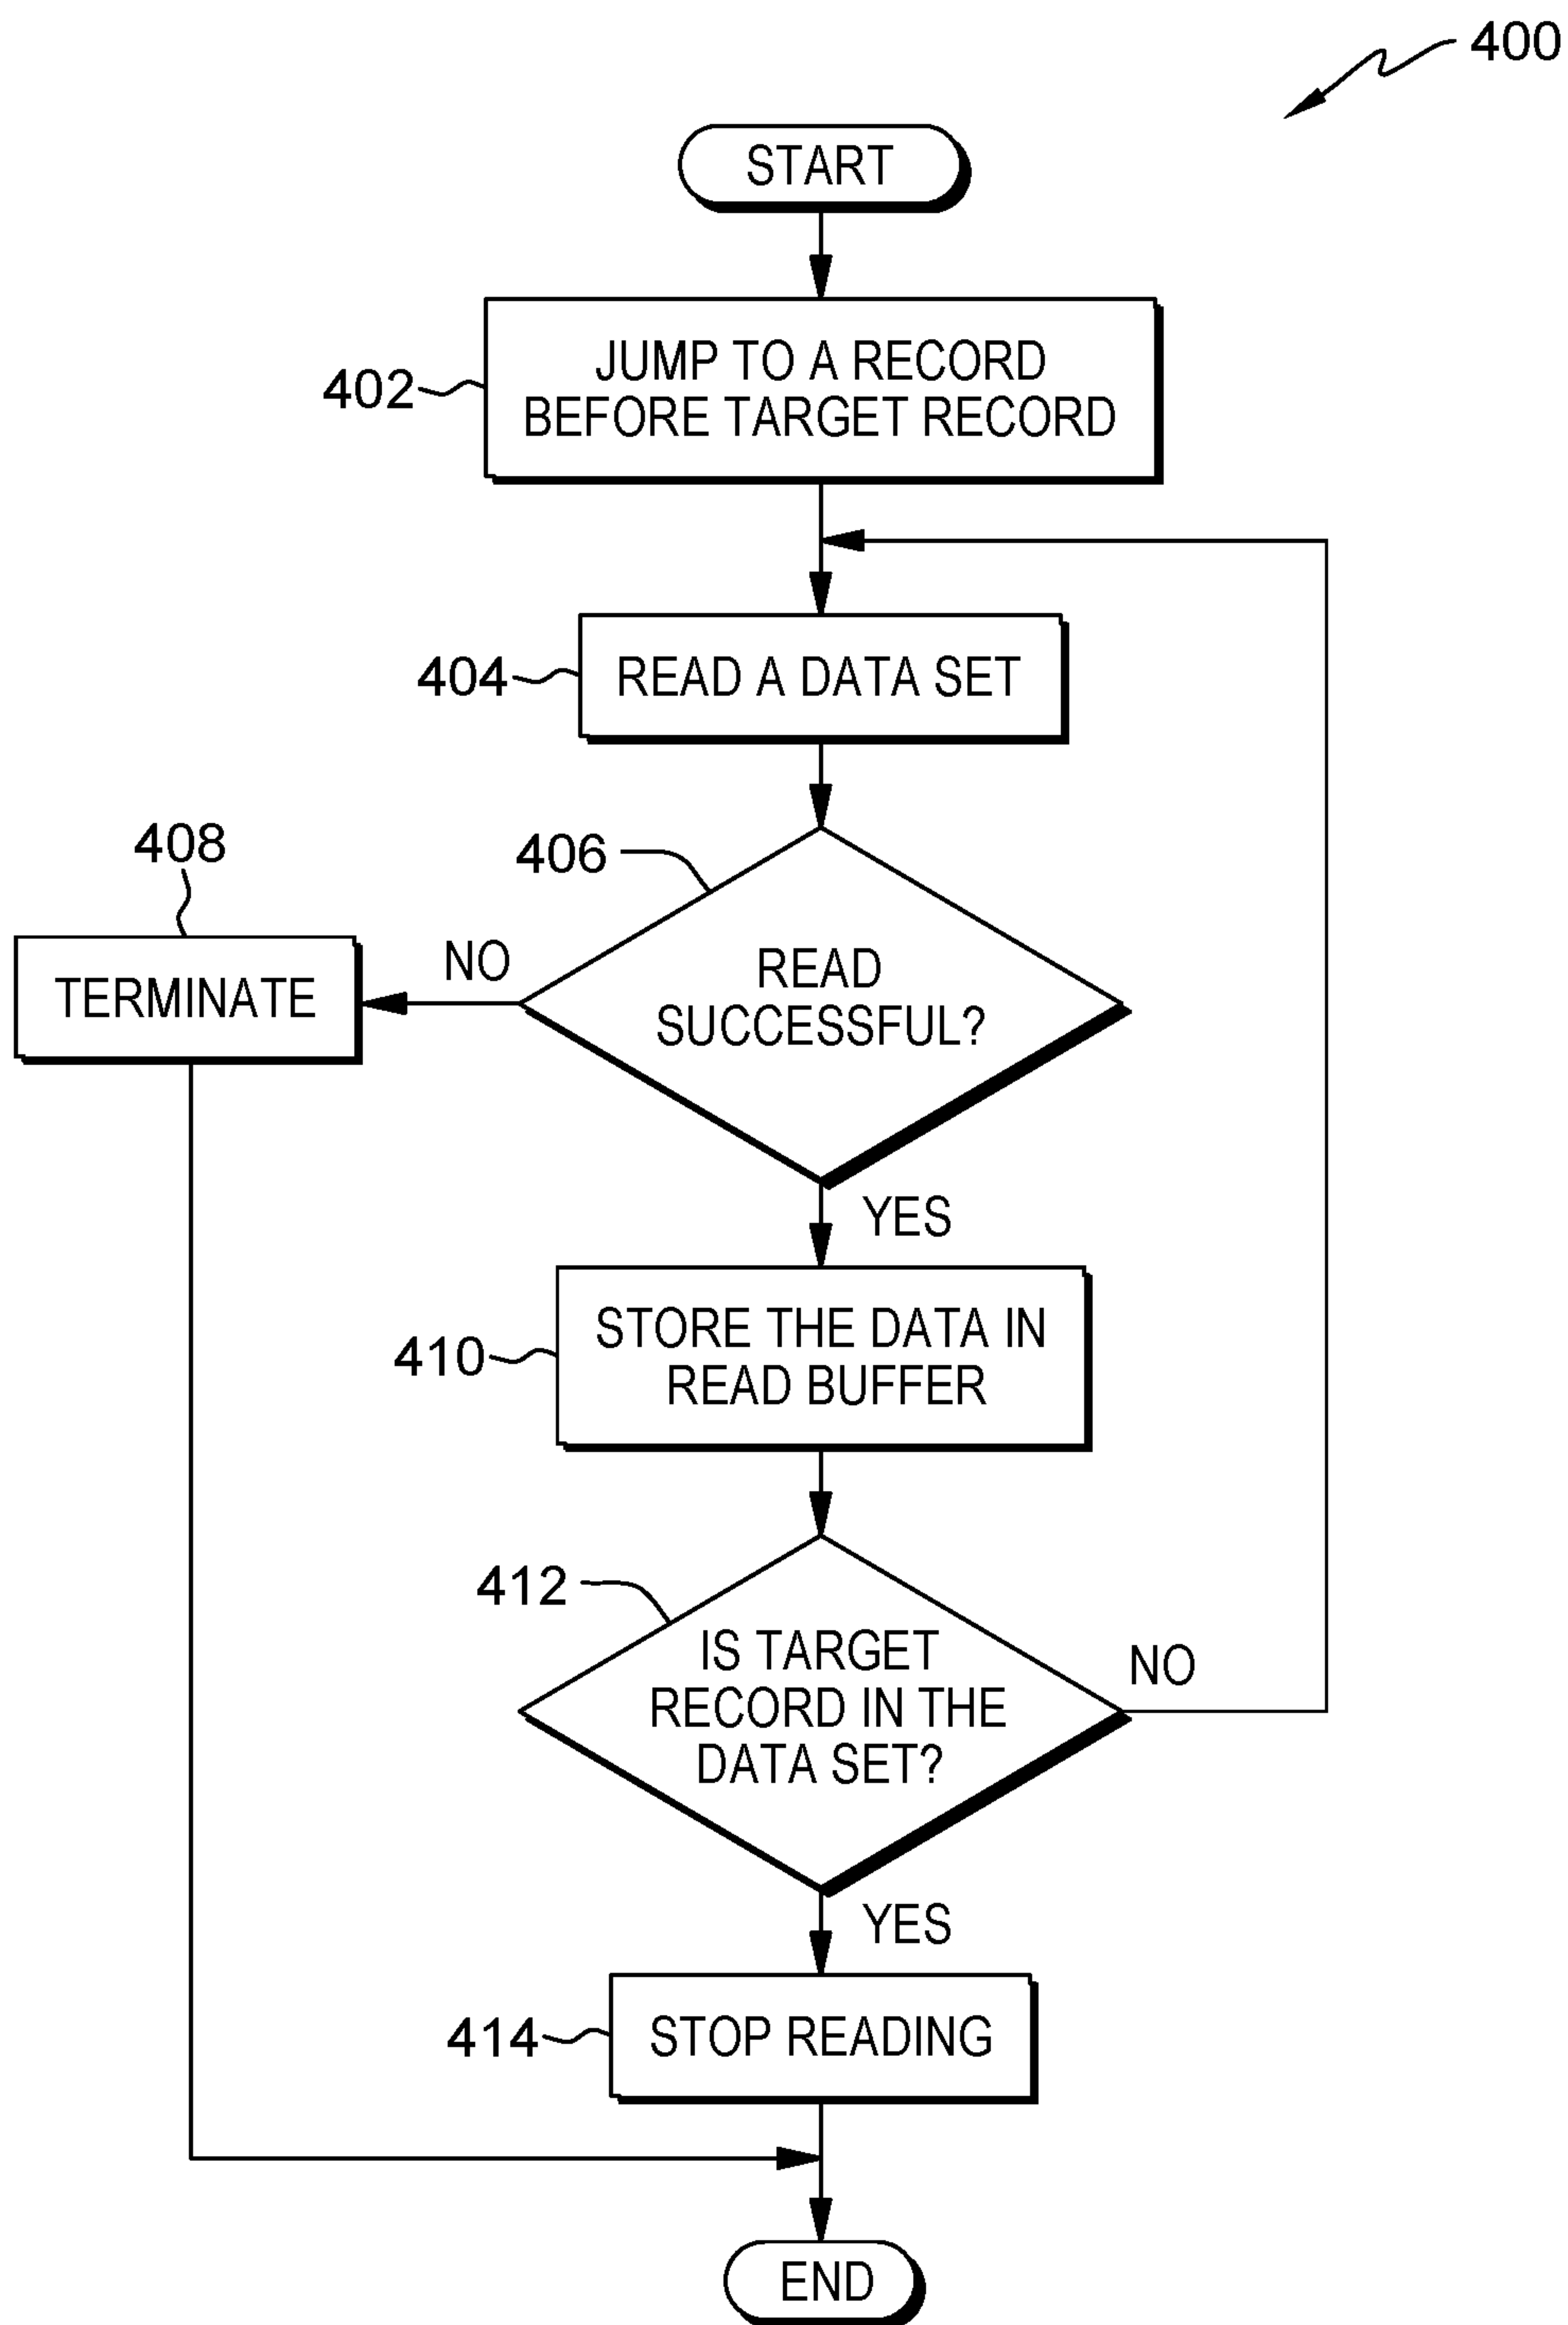 400
START
402
JUMP TO A RECORD
BEFORE TARGET RECORD
404
READ A DATA SET
408
406
TERMINATE
NO
READ
SUCCESSFUL?
YES
410
STORE THE DATA IN
READ BUFFER
412
IS TARGET
RECORD IN THE
DATA SET?
NO
YES
414
STOP READING
END